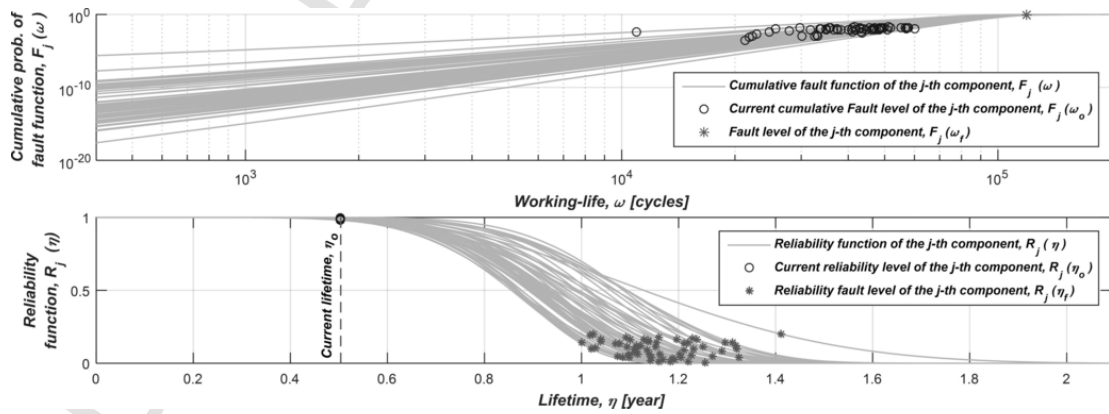 Cumulative prob. of
fault function, F_j (ω)
10^0
10^-10
10^-20
Cumulative fault function of the j-th component, F_j (ω)
Current cumulative Fault level of the j-th component, F_j (ω_o)
Fault level of the j-th component, F_j (ω_f)
10^3
10^4
10^5
Working-life, ω [cycles]
Reliability
function, R_j (η)
1
0.5
0
Current lifetime, η_o
Reliability function of the j-th component, R_j (η)
Current reliability level of the j-th component, R_j (η_o)
Reliability fault level of the j-th component, R_j (η_f)
0 0.2 0.4 0.6 0.8 1 1.2 1.4 1.6 1.8 2
Lifetime, η [year]